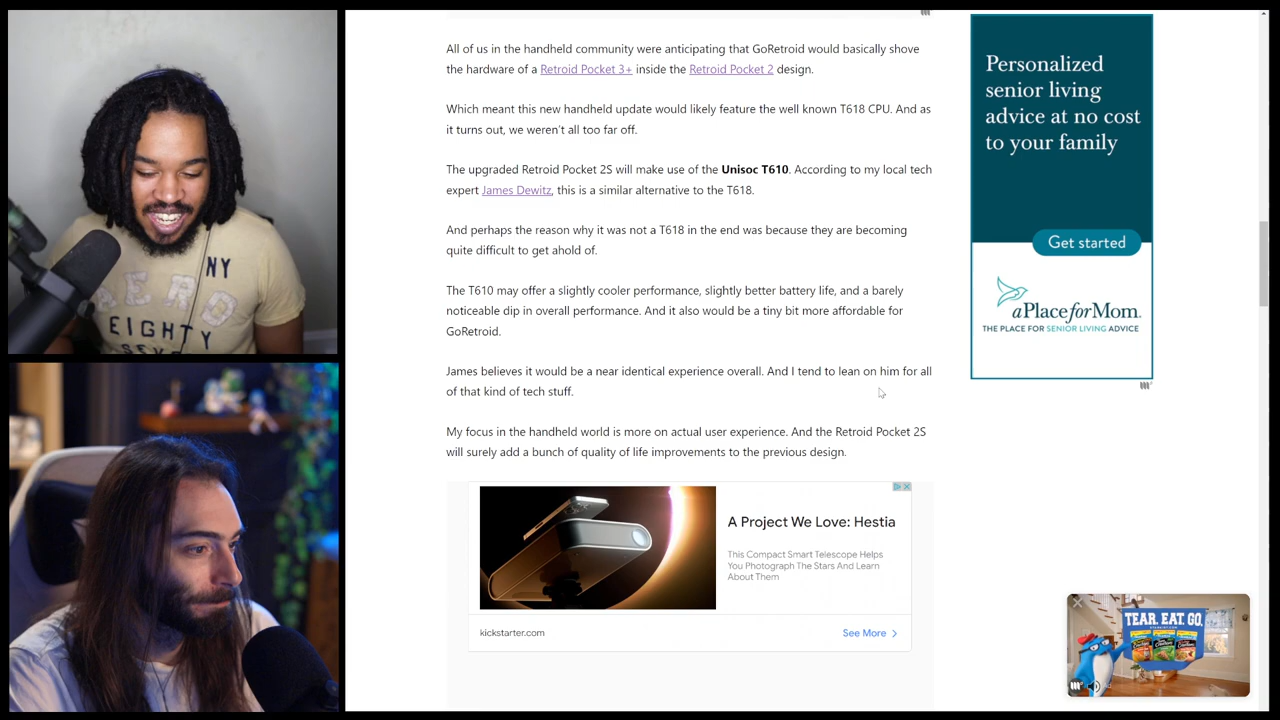 All of us in the handheld community were anticipating that GoRetroid would basically shove
the hardware of a Retroid Pocket 3+ inside the Retroid Pocket 2 design.
Which meant this new handheld update would likely feature the well known T618 CPU. And as
it turns out, we weren't all too far off.
The upgraded Retroid Pocket 2S will make use of the Unisoc T610. According to my local tech
expert James Dewitz, this is a similar alternative to the T618.
And perhaps the reason why it was not a T618 in the end was because they are becoming
quite difficult to get ahold of.
The T610 may offer a slightly cooler performance, slightly better battery life, and a barely
noticeable dip in overall performance. And it also would be a tiny bit more affordable for
GoRetroid.
James believes it would be a near identical experience overall. And I tend to lean on him for all
of that kind of tech stuff.
My focus in the handheld world is more on actual user experience. And the Retroid Pocket 2S
will surely add a bunch of quality of life improvements to the previous design.
A Project We Love: Hestia
This Compact Smart Telescope Helps
You Photograph The Stars And Learn
About Them
kickstarter.com
See More
Personalized
senior living
advice at no cost
to your family
Get started
aPlaceforMom.
THE PLACE FOR SENIOR LIVING ADVICE
TEAR. EAT. GO.
NY
AERO
EIGHTY